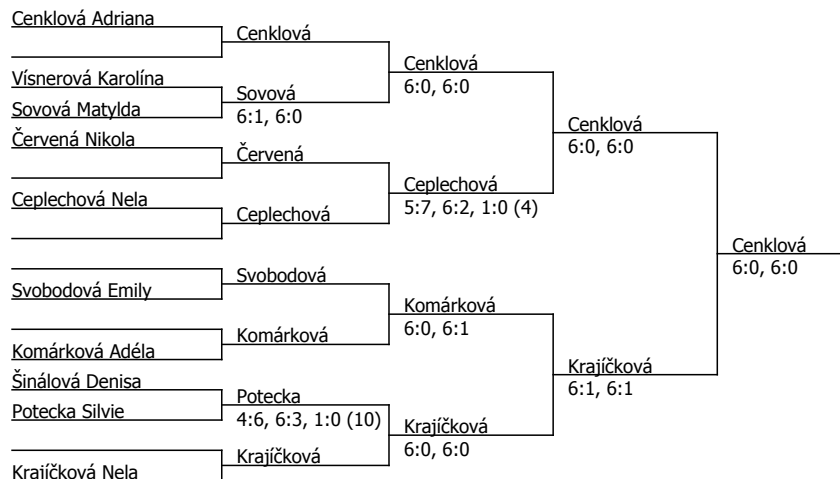 Cenklová Adriana
Cenklová
Cenklová
6:0, 6:0
Vísnerová Karolína
Sovová
6:1, 6:0
Sovová Matylda
Cenklová
6:0, 6:0
Červená Nikola
Červená
Ceplechová
5:7, 6:2, 1:0 (4)
Ceplechová Nela
Ceplechová
Cenklová
6:0, 6:0
Svobodová
Svobodová Emily
Komárková
6:0, 6:1
Komárková
Komárková Adéla
Krajíčková
6:1, 6:1
Šinálová Denisa
Potecka
4:6, 6:3, 1:0 (10)
Potecka Silvie
Krajíčková
6:0, 6:0
Krajíčková
Krajíčková Nela